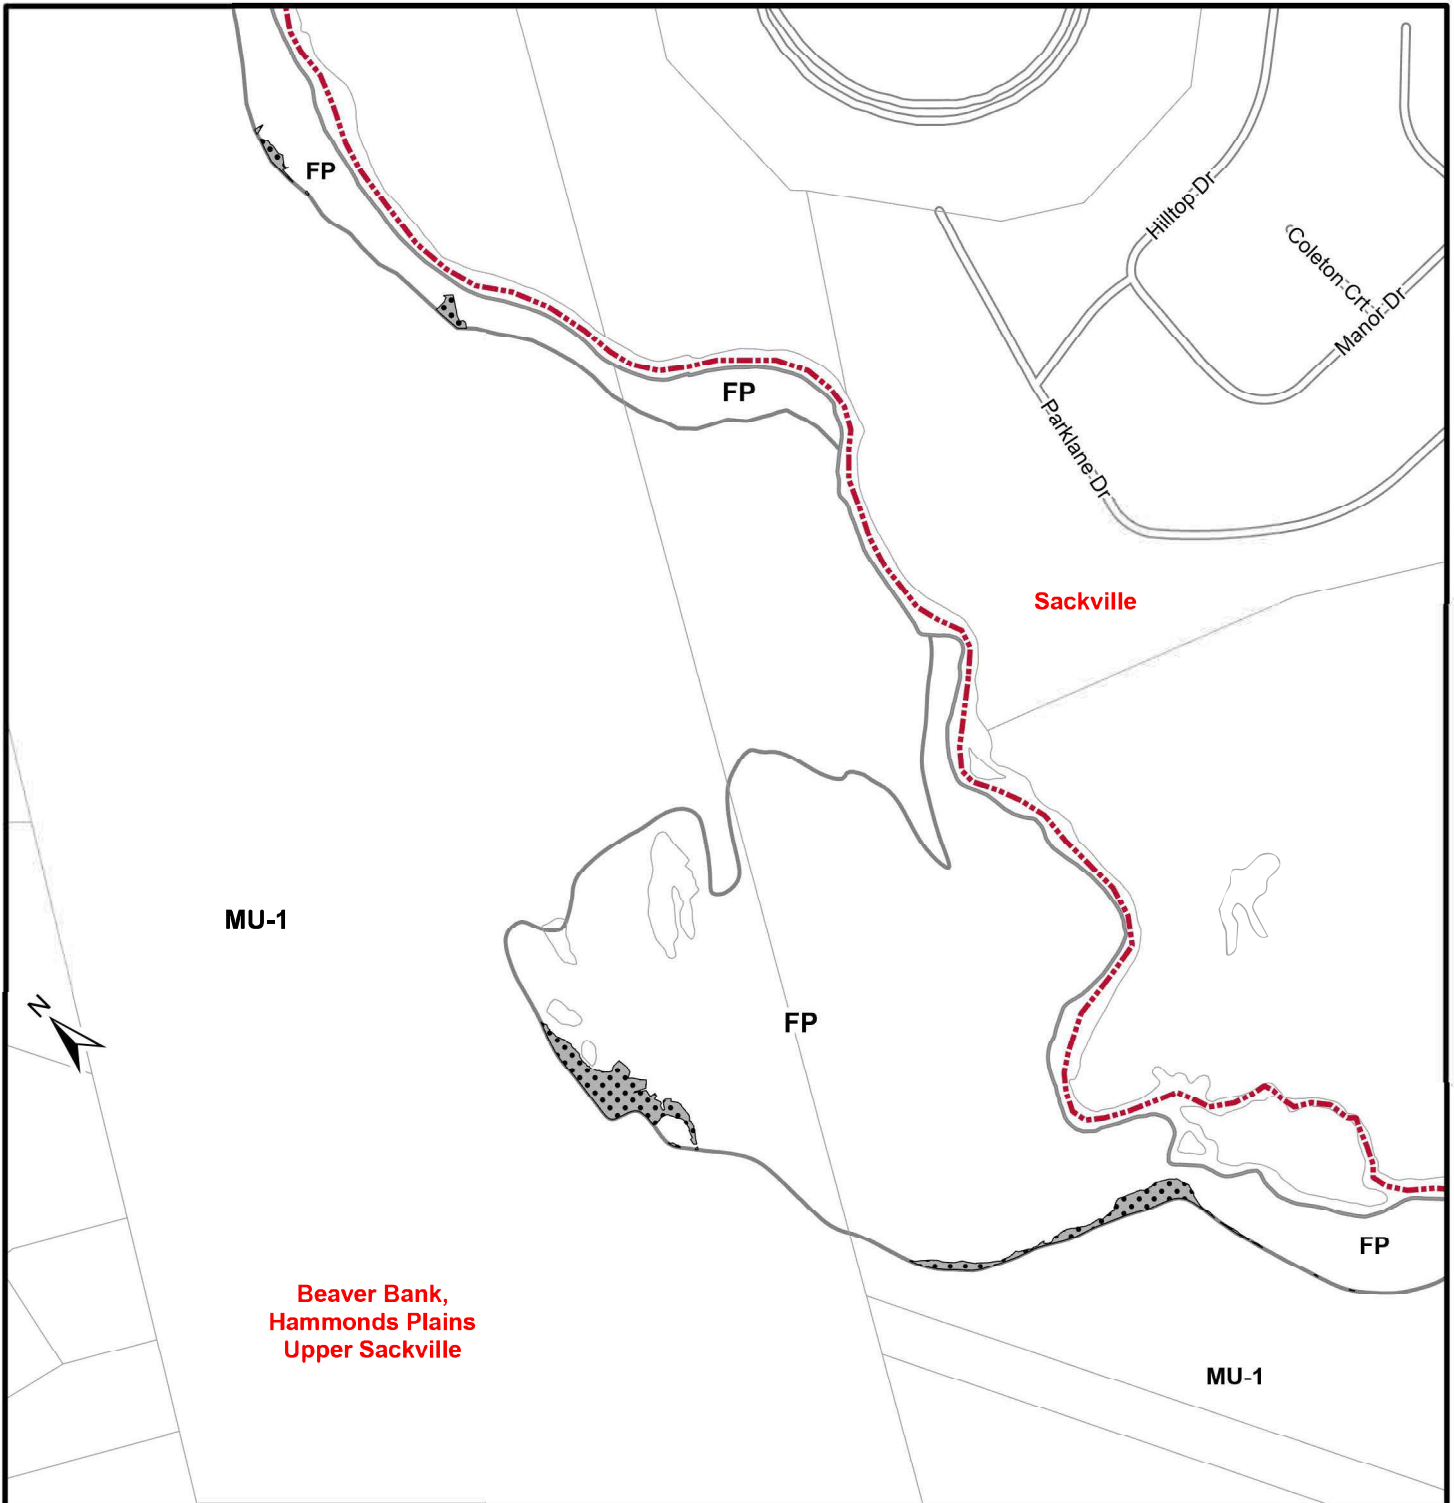 FP
Hilltop Dr
Coleton Crt
Manor Dr
FP
Parklane Dr
Sackville
MU-1
N
FP
FP
Beaver Bank,
Hammonds Plains
Upper Sackville
MU-1